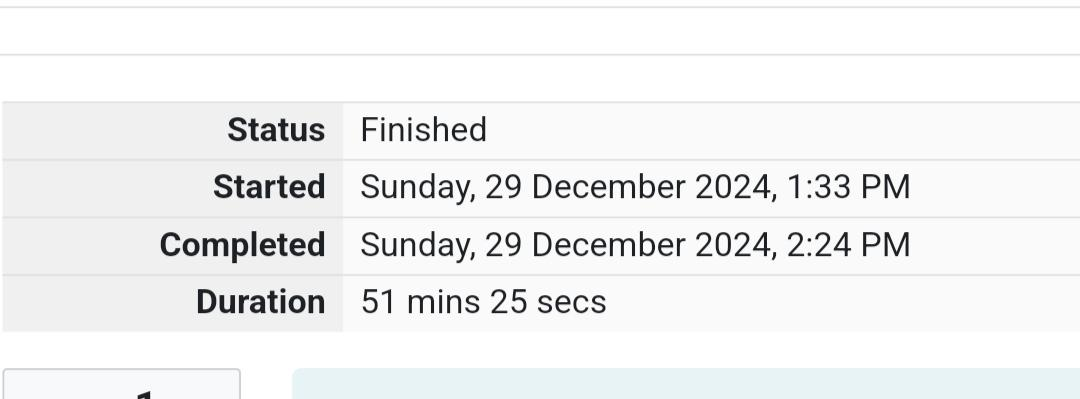 Status Finished
Started Sunday, 29 December 2024, 1:33 PM
Completed Sunday, 29 December 2024, 2:24 PM
Duration 51 mins 25 secs